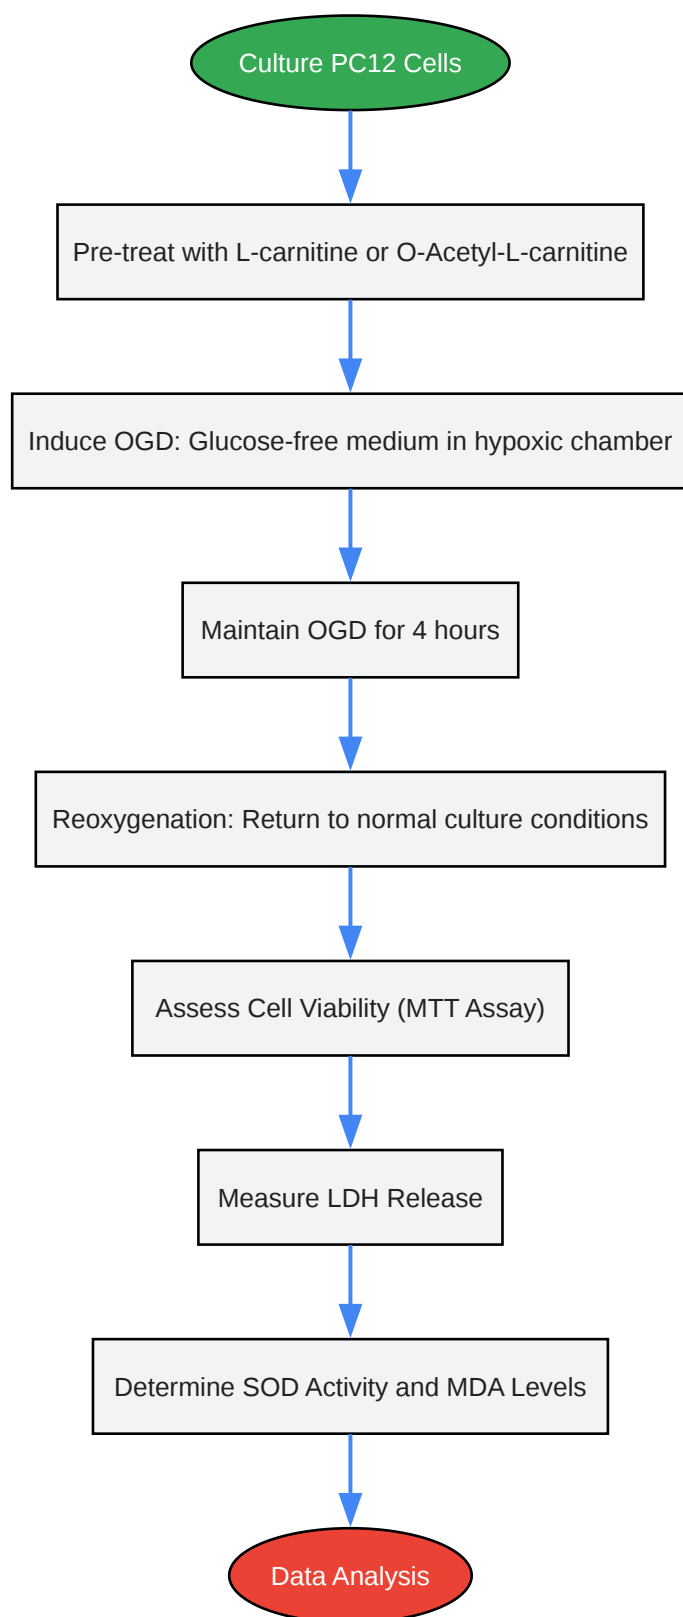 Culture PC12 Cells
Pre-treat with L-carnitine or O-Acetyl-L-carnitine
Induce OGD: Glucose-free medium in hypoxic chamber
Maintain OGD for 4 hours
Reoxygenation: Return to normal culture conditions
Assess Cell Viability (MTT Assay)
Measure LDH Release
Determine SOD Activity and MDA Levels
Data Analysis